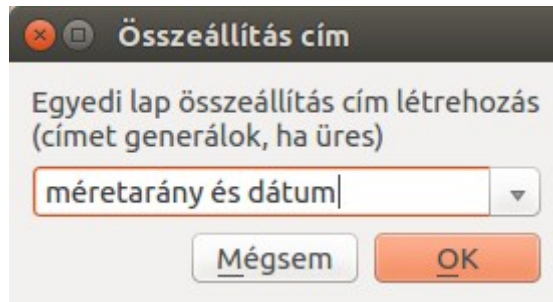 Összeállítás cím
Egyedi lap összeállítás cím létrehozás
(címet generálok, ha üres)
méretarány és dátum
Mégsem OK